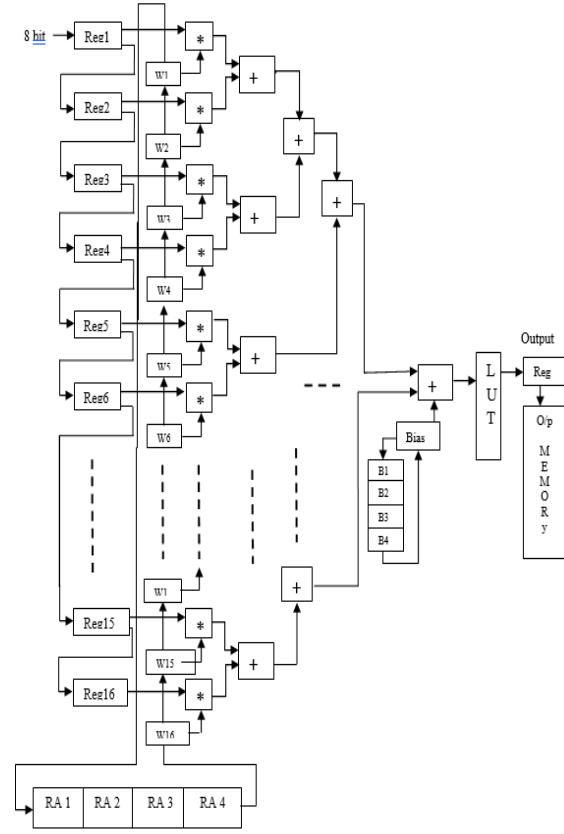 8 bit
Reg1
*
W1
+
Reg2
*
W2
+
Reg3
*
W3
+
+
Reg4
*
W4
Reg5
*
W5
+
Reg6
*
W6
Output
+
L
U
T
Reg
Bias
O/p
M
E
M
O
R
y
B1
B2
B3
B4
+
W1
Reg15
*
W15
+
Reg16
*
W16
RA 1
RA 2
RA 3
RA 4